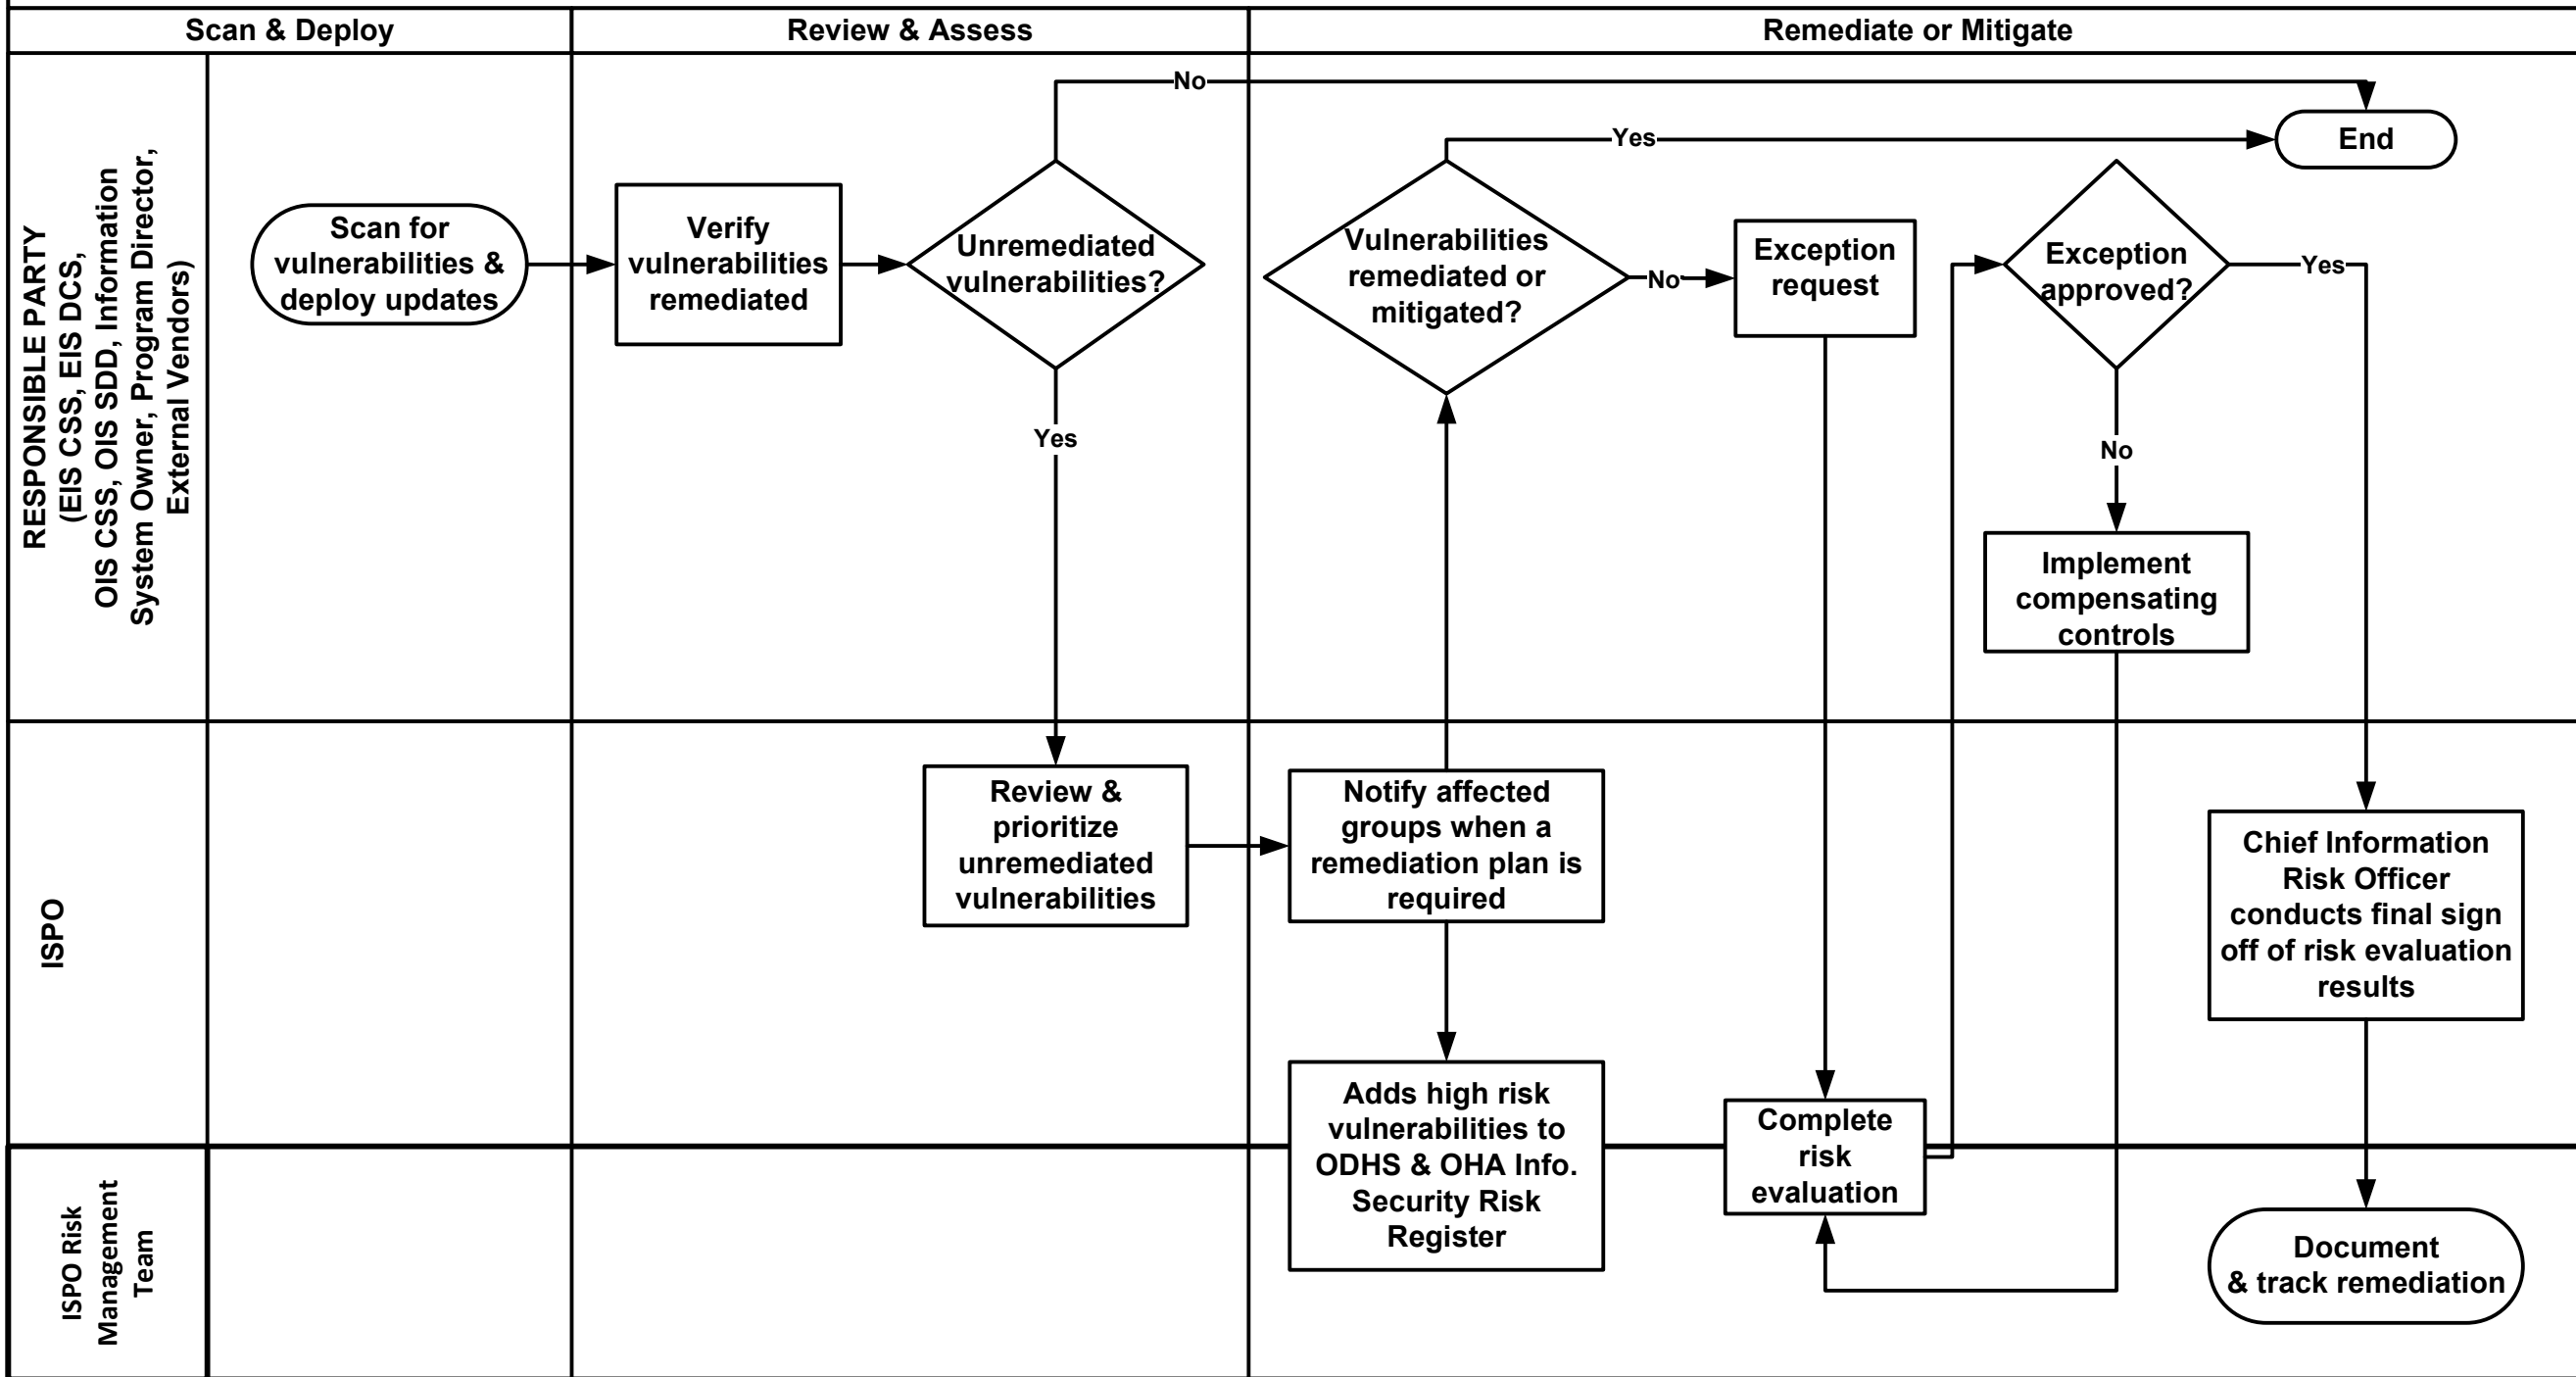 Scan & Deploy
Review & Assess
Remediate or Mitigate
RESPONSIBLE PARTY
(EIS CSS, EIS DCS,
OIS CSS, OIS SDD, Information
System Owner, Program Director,
External Vendors)
Scan for
vulnerabilities &
deploy updates
Verify
vulnerabilities
remediated
Unremediated
vulnerabilities?
No
Yes
Vulnerabilities
remediated or
mitigated?
Yes
No
End
Exception
request
Exception
approved?
Yes
No
Implement
compensating
controls
ISPO
Review &
prioritize
unremediated
vulnerabilities
Notify affected
groups when a
remediation plan is
required
Chief Information
Risk Officer
conducts final sign
off of risk evaluation
results
Adds high risk
vulnerabilities to
ODHS & OHA Info.
Security Risk
Register
Complete
risk
evaluation
ISPO Risk
Management
Team
Document
& track remediation